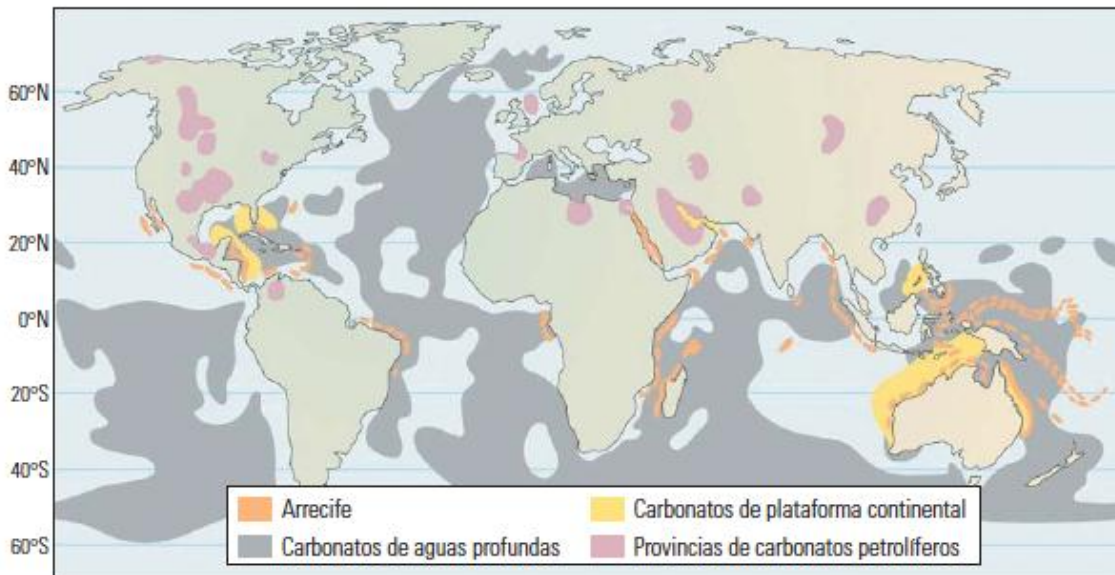 60ºN
40ºN
20ºN
0ºN
20ºS
40ºS
60ºS
Arrecife
Carbonatos de plataforma continental
Carbonatos de aguas profundas
Provincias de carbonatos petrolíferos